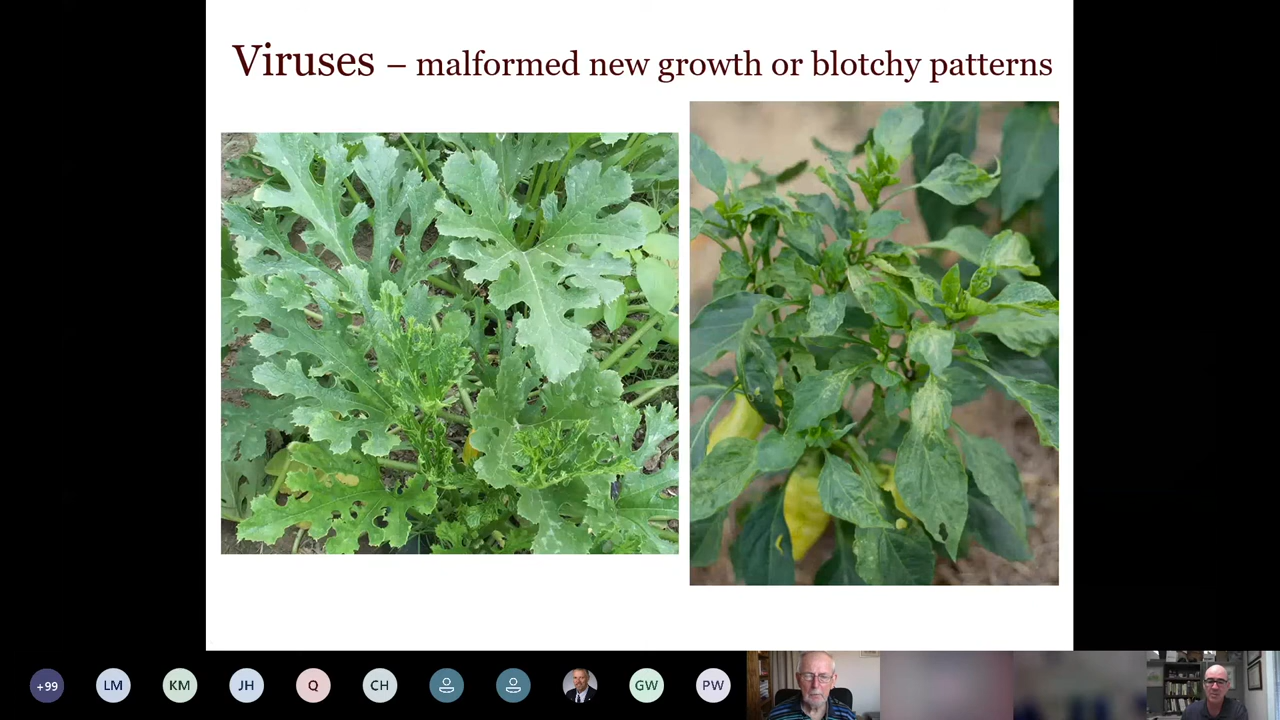 Viruses – malformed new growth or blotchy patterns
+99 LM KM JH Q CH GW PW